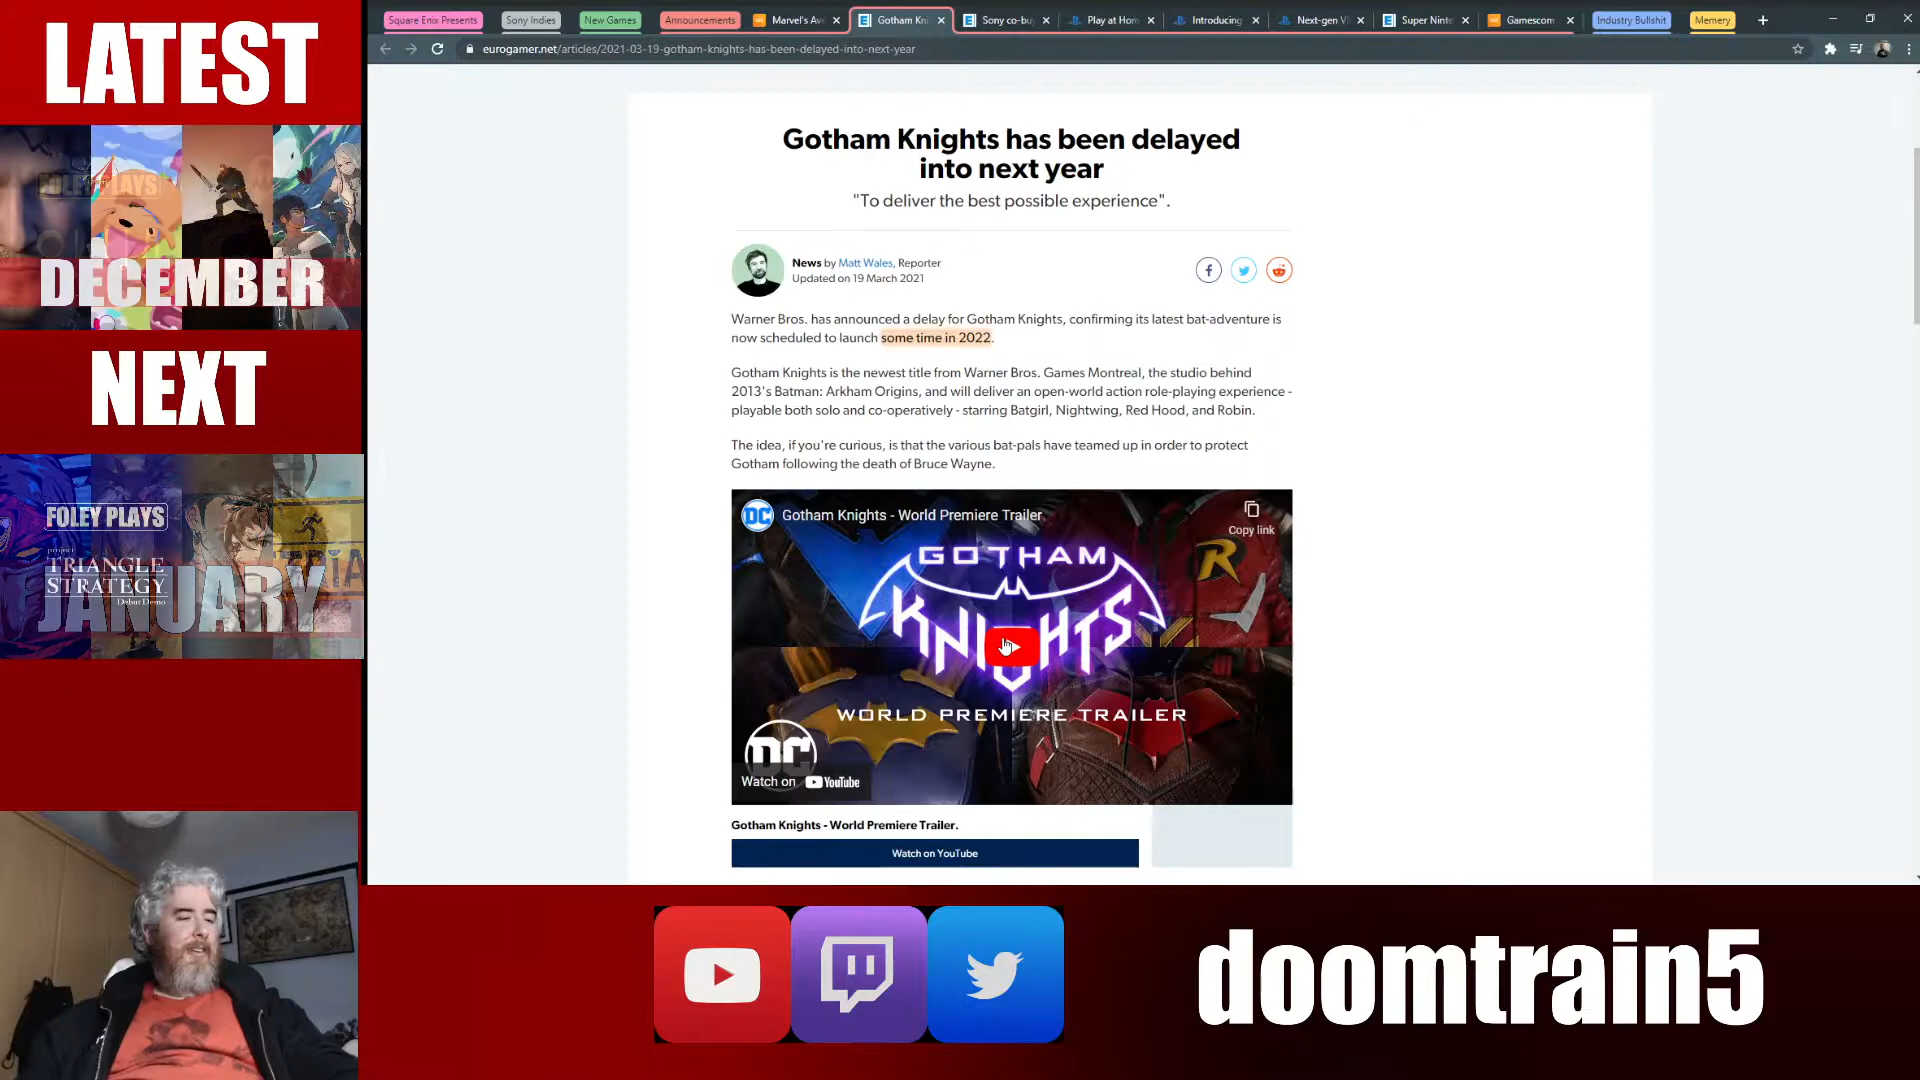 LATEST
FOLEY PLAYS
DECEMBER
NEXT
FOLEY PLAYS
project
TRIANGLE
STRATEGY
Debut Demo
JANUARY
Square Enix Presents
Sony Indies
New Games
Announcements
Marvel's Av
Gotham Kni
Sony co-bu
Play at Hom
Introducing
Next-gen V
Super Ninte
Gamescom
Industry Bullshit
Memery
eurogamer.net/articles/2021-03-19-gotham-knights-has-been-delayed-into-next-year
Gotham Knights has been delayed
into next year
"To deliver the best possible experience".
News by Matt Wales, Reporter
Updated on 19 March 2021
Warner Bros. has announced a delay for Gotham Knights, confirming its latest bat-adventure is
now scheduled to launch some time in 2022.
Gotham Knights is the newest title from Warner Bros. Games Montreal, the studio behind
2013's Batman: Arkham Origins, and will deliver an open-world action role-playing experience -
playable both solo and co-operatively - starring Batgirl, Nightwing, Red Hood, and Robin.
The idea, if you're curious, is that the various bat-pals have teamed up in order to protect
Gotham following the death of Bruce Wayne.
DC Gotham Knights - World Premiere Trailer
Copy link
R
GOTHAM
KNIGHTS
WORLD PREMIERE TRAILER
DC
Watch on YouTube
Gotham Knights - World Premiere Trailer.
Watch on YouTube
doomtrain5